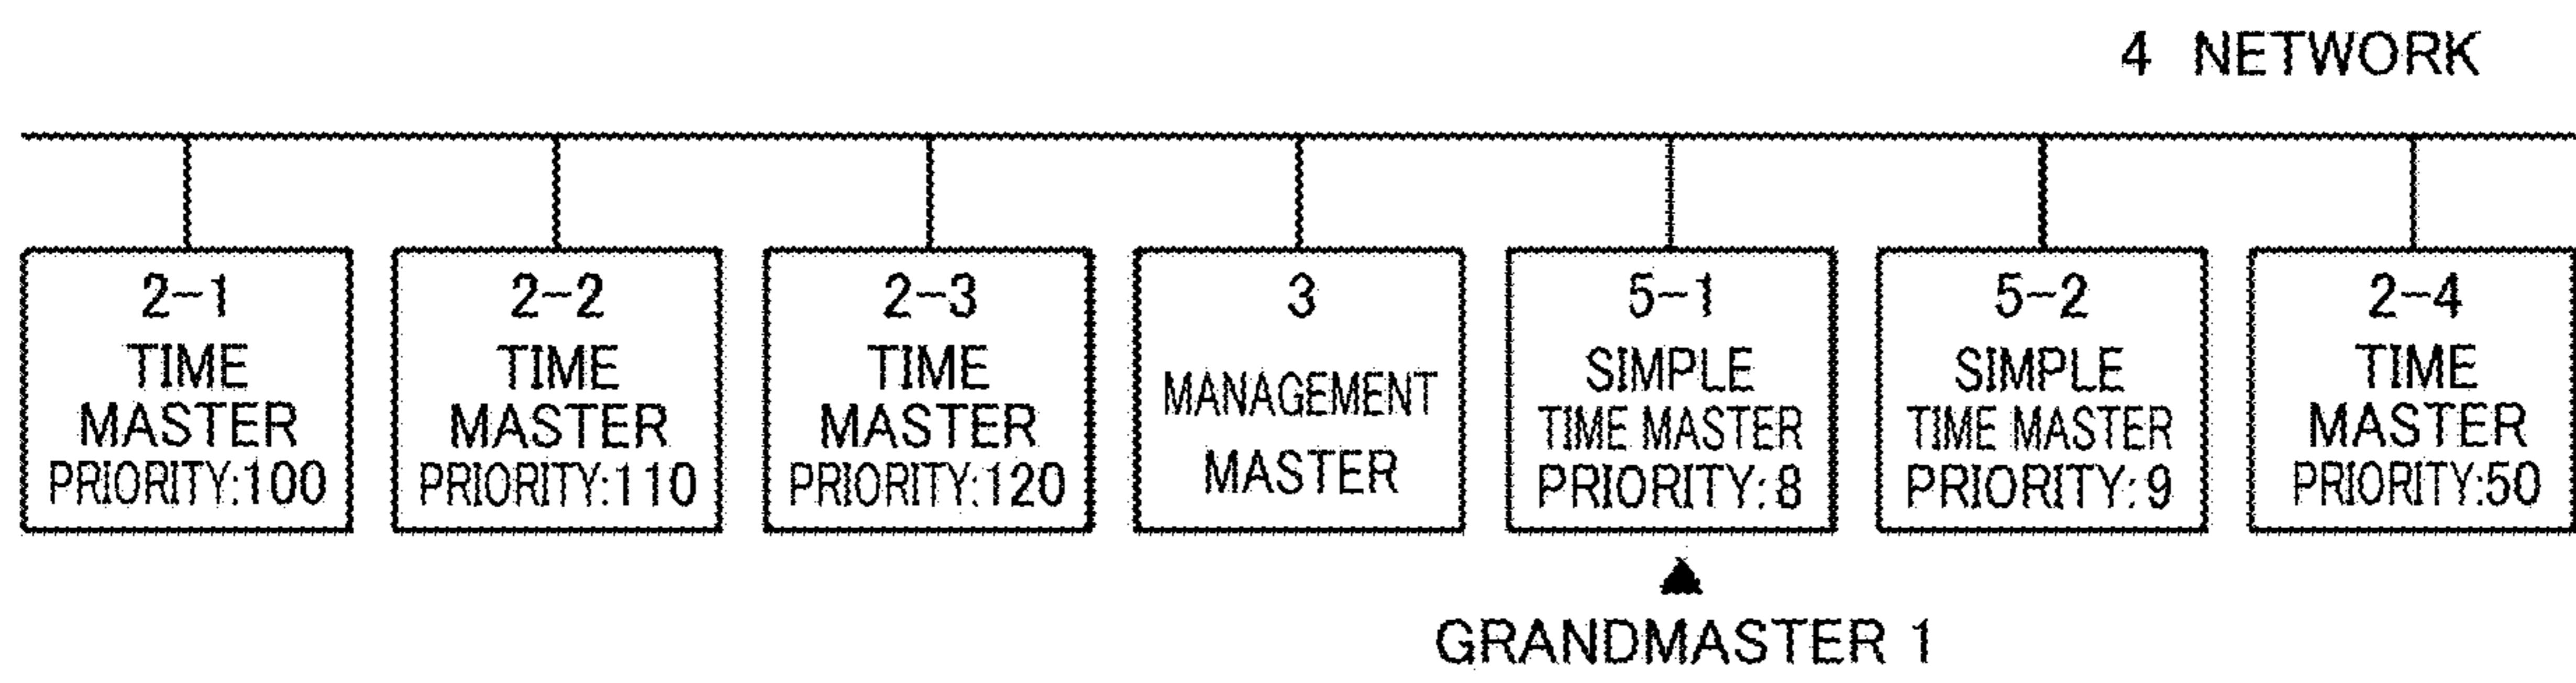 4 NETWORK
2-1
TIME
MASTER
PRIORITY:100
2-2
TIME
MASTER
PRIORITY:110
2-3
TIME
MASTER
PRIORITY:120
3
MANAGEMENT
MASTER
5-1
SIMPLE
TIME MASTER
PRIORITY:8
5-2
SIMPLE
TIME MASTER
PRIORITY:9
2-4
TIME
MASTER
PRIORITY:50
GRANDMASTER 1